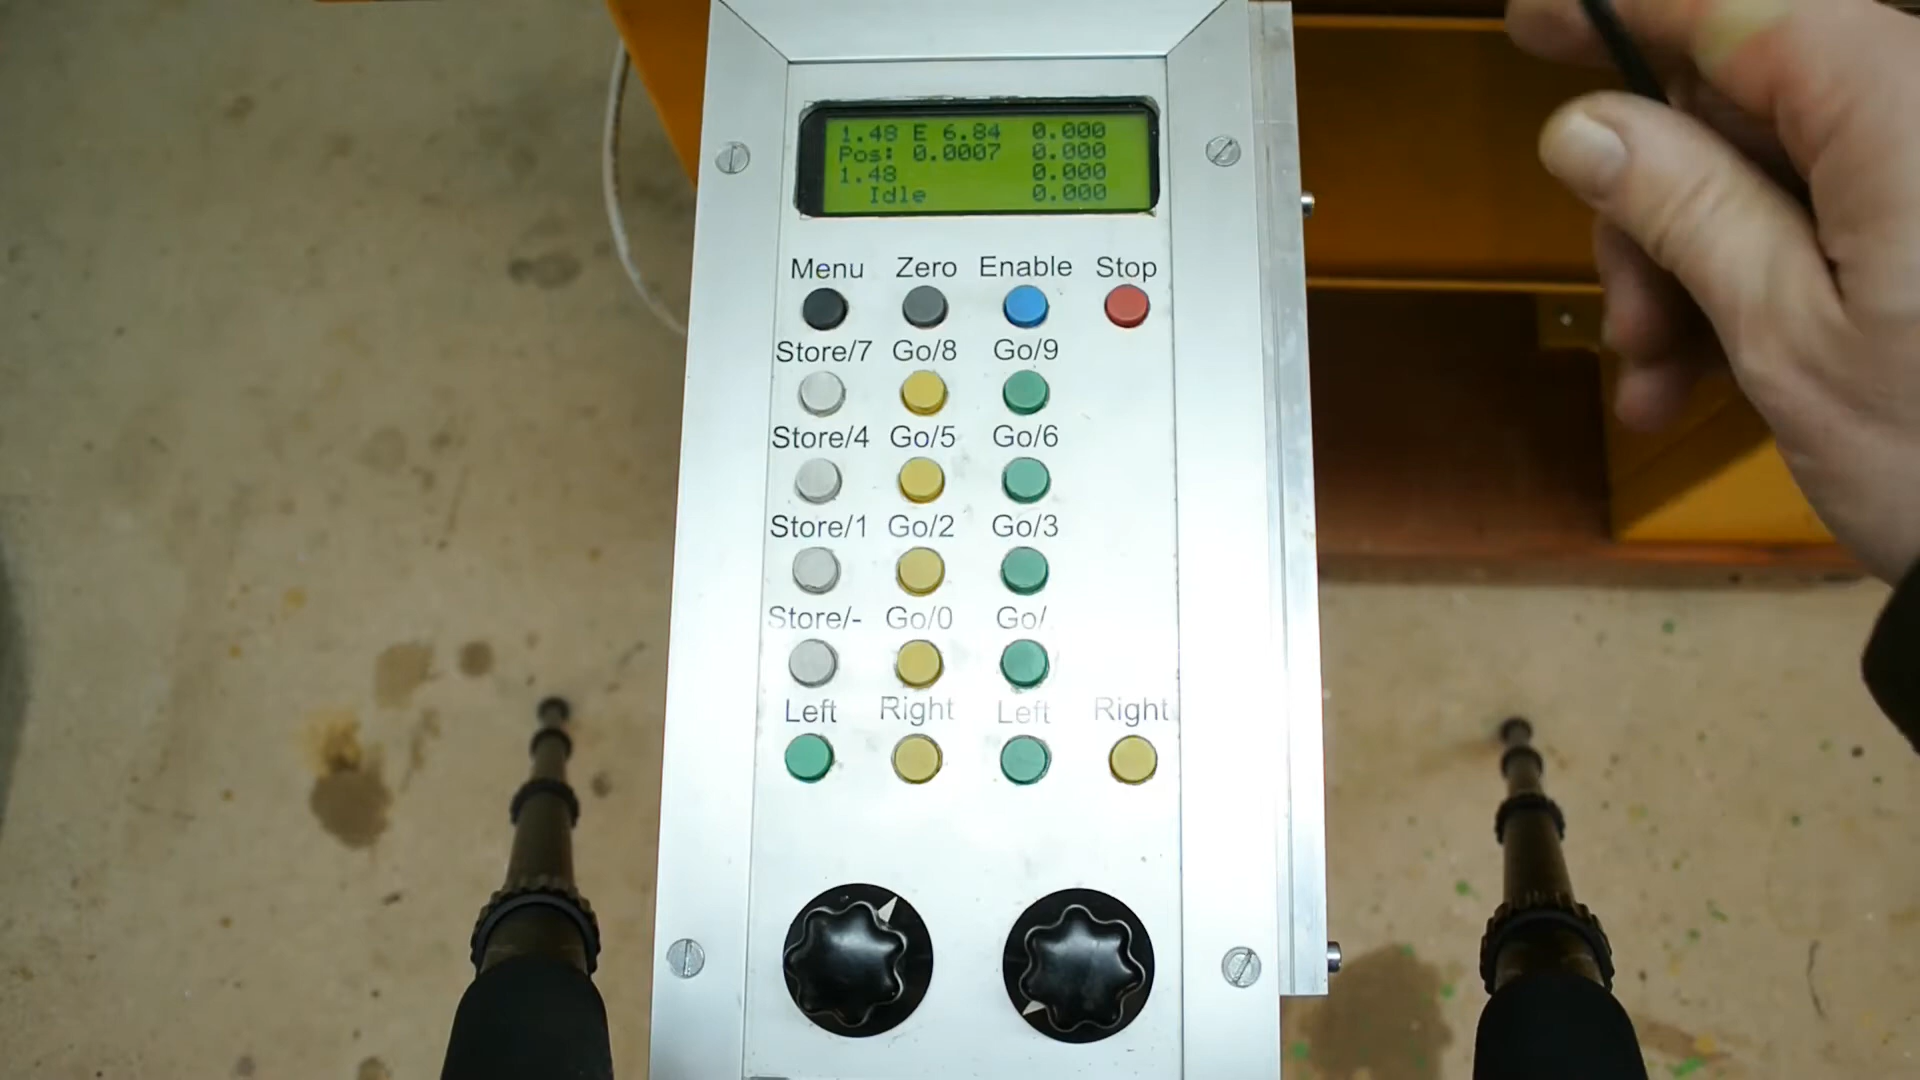 1.48 E 6.84 0.000
Pos: 0.0007 0.000
1.48 0.000
Idle 0.000
Menu Zero Enable Stop
Store/7 Go/8 Go/9
Store/4 Go/5 Go/6
Store/1 Go/2 Go/3
Store/- Go/0 Go/
Left Right Left Right